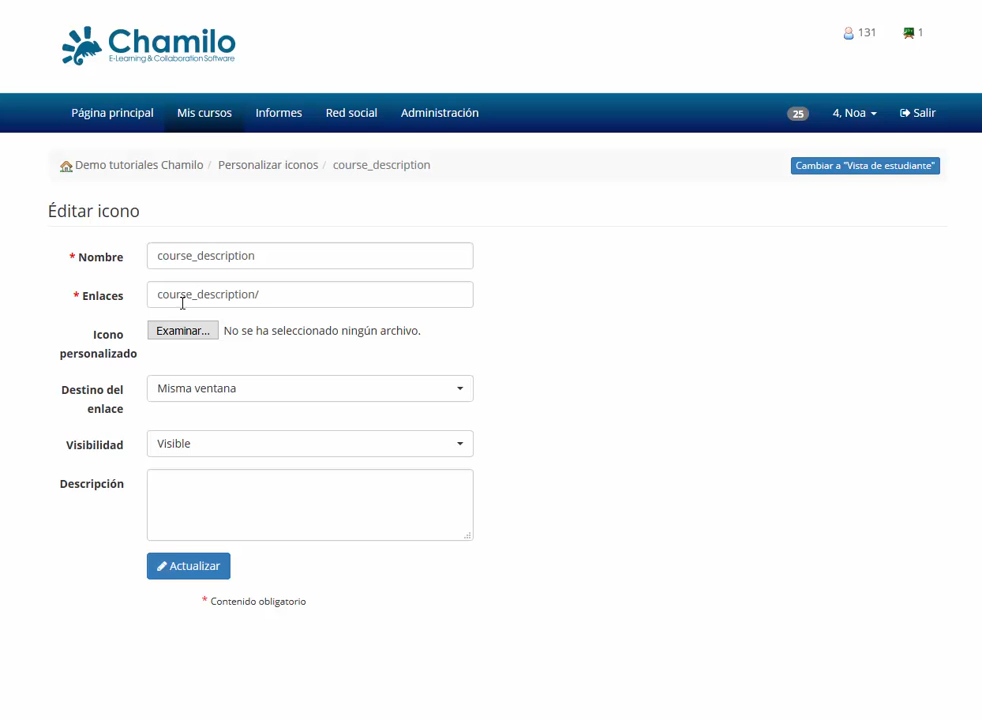 Chamilo
E-Learning & Collaboration Software
131
1
Página principal
Mis cursos
Informes
Red social
Administración
25
4, Noa
Salir
Demo tutoriales Chamilo / Personalizar iconos / course_description
Cambiar a "Vista de estudiante"
Éditar icono
* Nombre
course_description
* Enlaces
course_description/
Icono
personalizado
Examinar... No se ha seleccionado ningún archivo.
Destino del
enlace
Misma ventana
Visibilidad
Visible
Descripción
Actualizar
* Contenido obligatorio